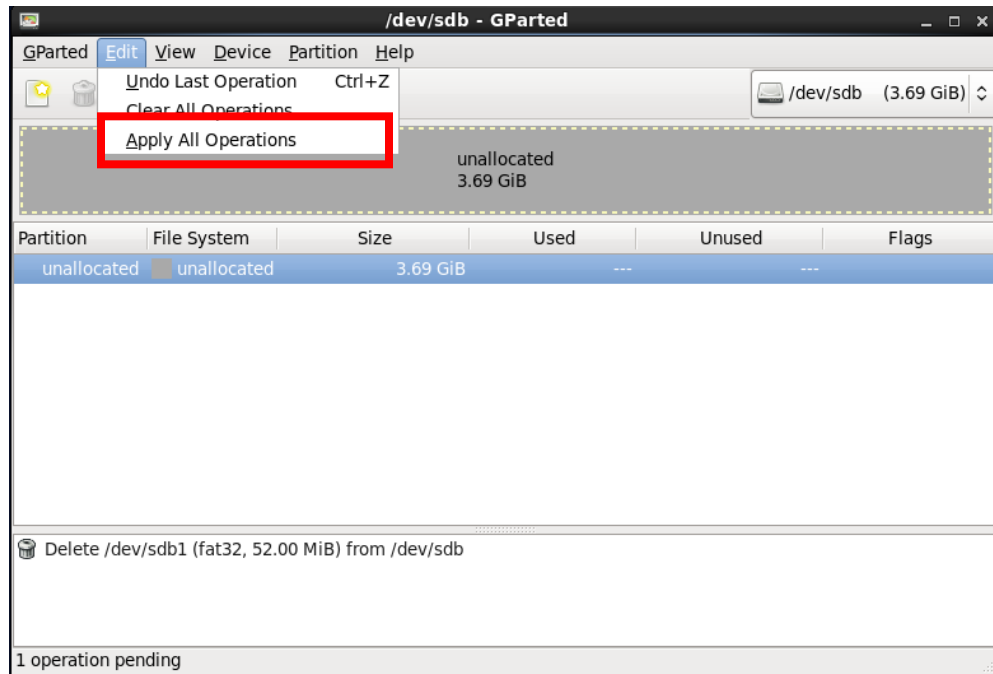 /dev/sdb - GParted
GParted Edit View Device Partition Help
Undo Last Operation Ctrl+Z
Clear All Operations
Apply All Operations
/dev/sdb (3.69 GiB)
unallocated
3.69 GiB
Partition File System Size Used Unused Flags
unallocated unallocated 3.69 GiB --- ---
Delete /dev/sdb1 (fat32, 52.00 MiB) from /dev/sdb
1 operation pending